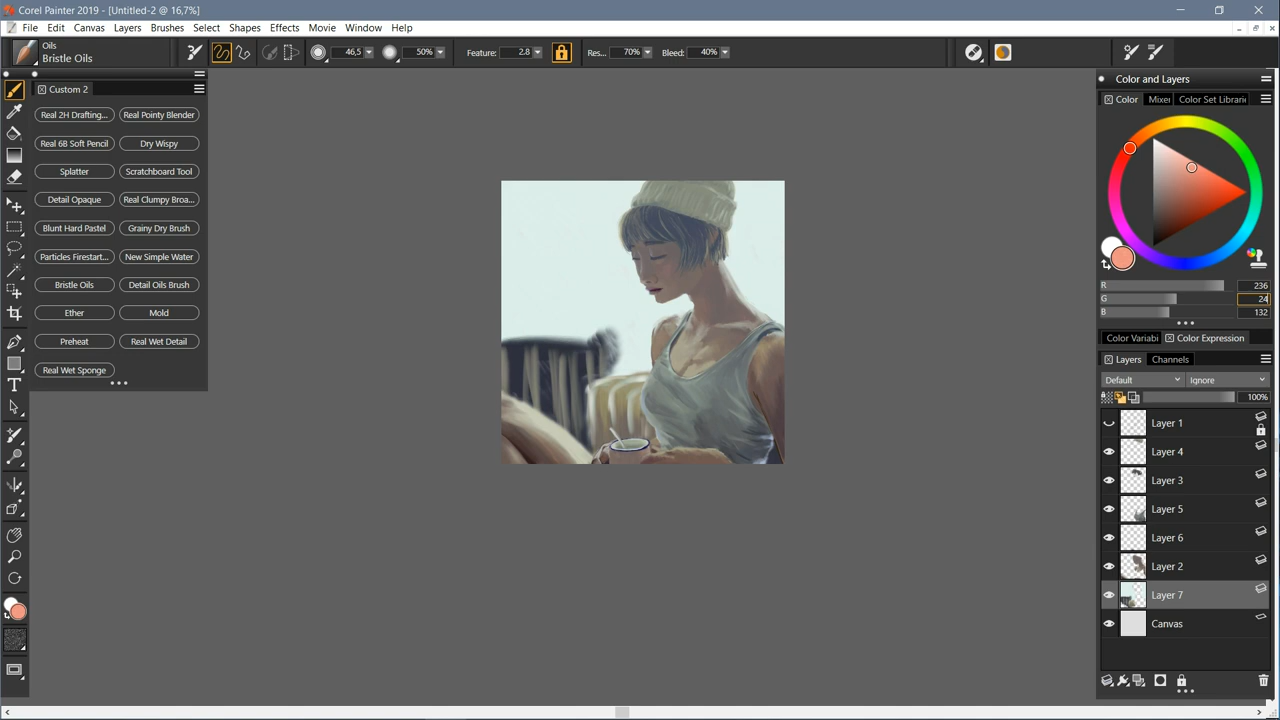 Corel Painter 2019 - [Untitled-2 @ 16,7%]
File Edit Canvas Layers Brushes Select Shapes Effects Movie Window Help
Oils
Bristle Oils
46,5 50% Feature: 2.8 Res... 70% Bleed: 40%
Custom 2
Real 2H Drafting... Real Pointy Blender
Real 6B Soft Pencil Dry Wispy
Splatter Scratchboard Tool
Detail Opaque Real Clumpy Broa...
Blunt Hard Pastel Grainy Dry Brush
Particles Firestart... New Simple Water
Bristle Oils Detail Oils Brush
Ether Mold
Preheat Real Wet Detail
Real Wet Sponge
Color and Layers
Color Mixer Color Set Librari
R 236
G 24
B 132
Color Variabi Color Expression
Layers Channels
Default Ignore
100%
Layer 1
Layer 4
Layer 3
Layer 5
Layer 6
Layer 2
Layer 7
Canvas